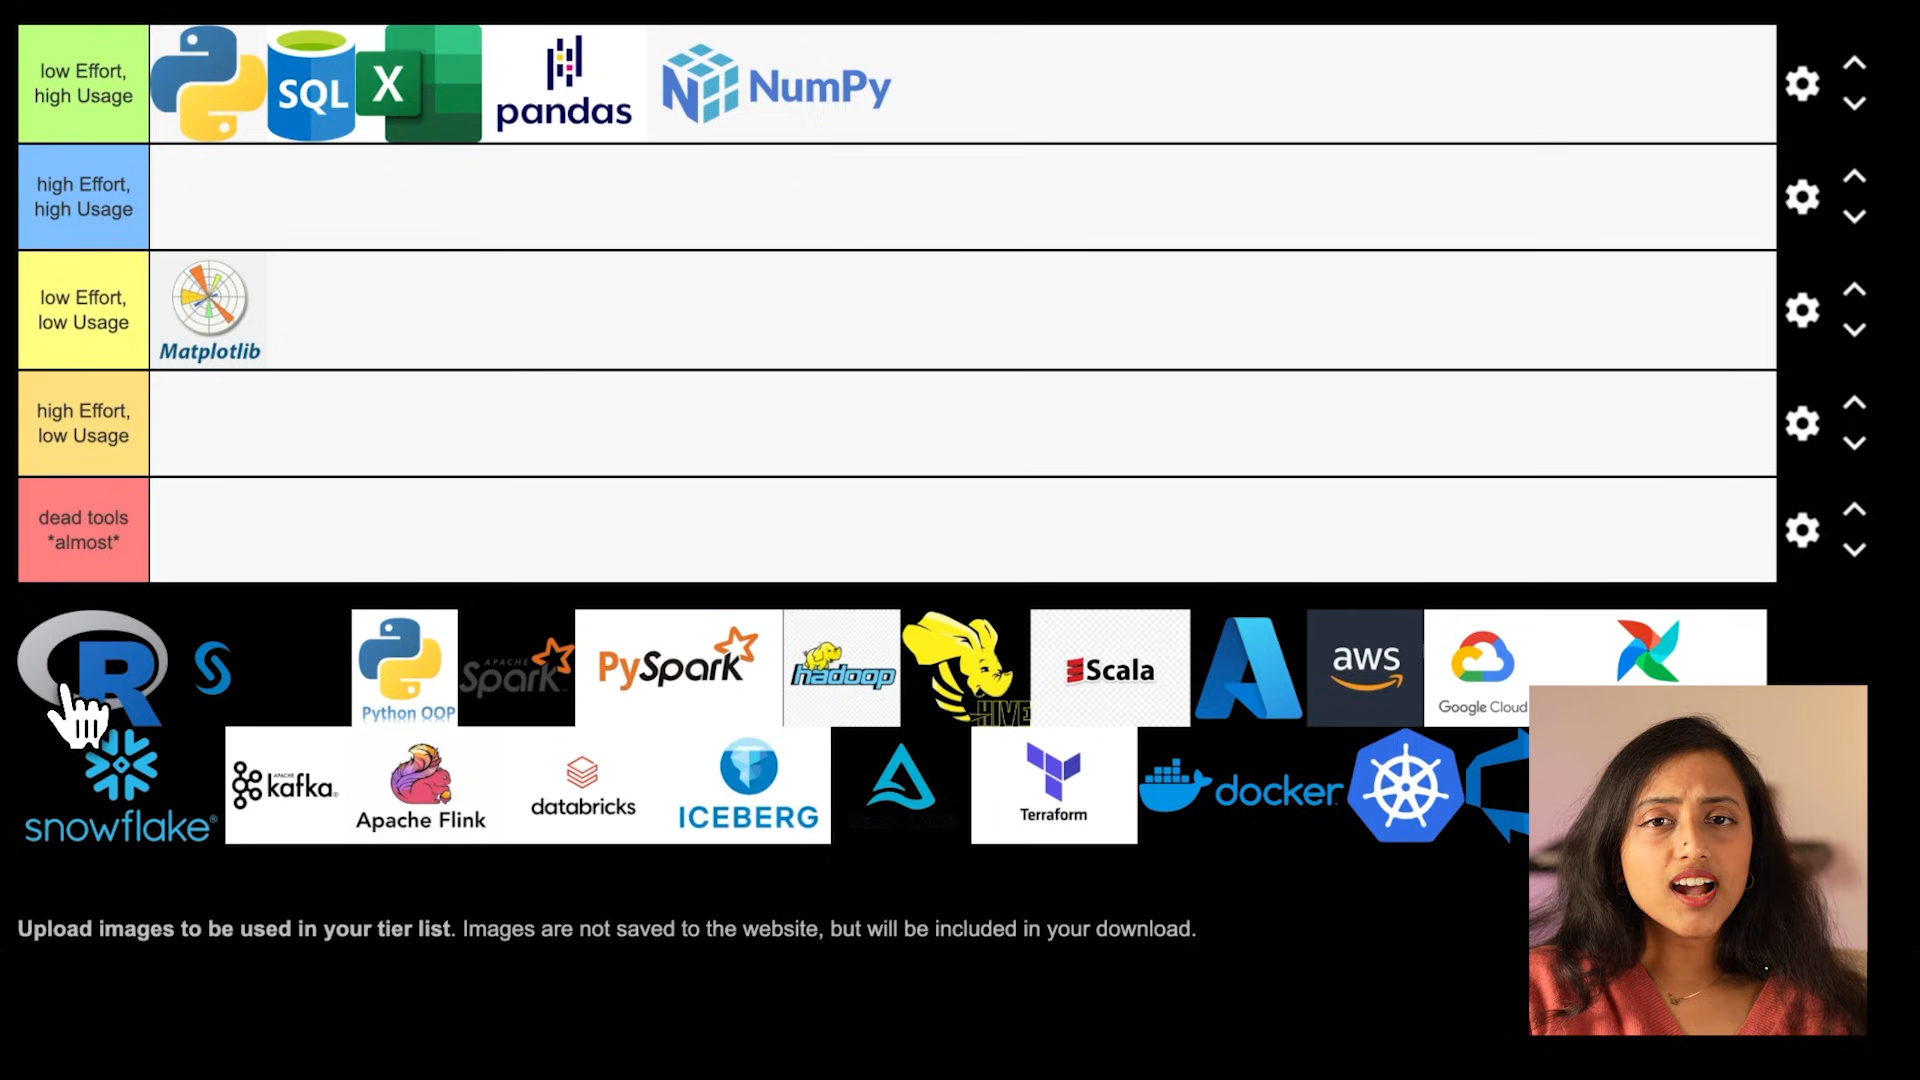 low Effort,
high Usage
SQL
X
pandas
NumPy
high Effort,
high Usage
low Effort,
low Usage
Matplotlib
high Effort,
low Usage
dead tools
*almost*
R
Python OOP
APACHE
Spark
PySpark
hadoop
HIVE
Scala
aws
Google Cloud
snowflake
APACHE
kafka
Apache Flink
databricks
ICEBERG
Terraform
docker
Upload images to be used in your tier list. Images are not saved to the website, but will be included in your download.